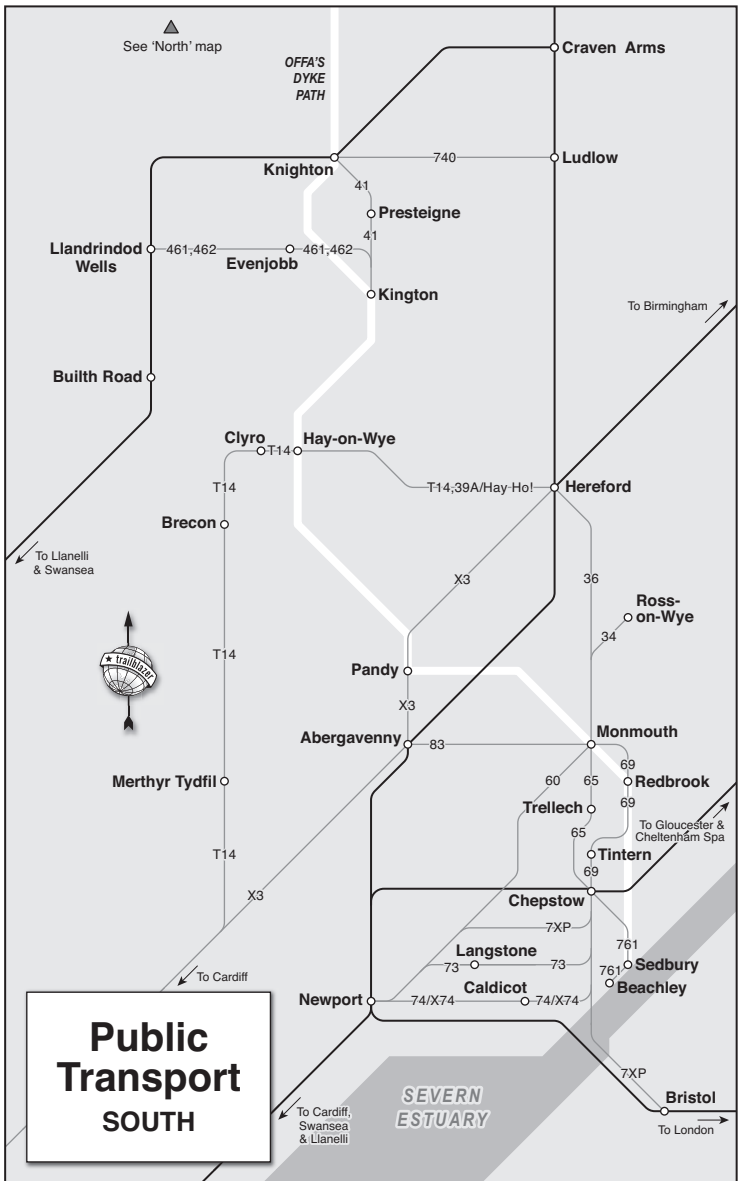 See ‘North’ map
OFFA'S
DYKE
PATH
Craven Arms
Knighton
740
Ludlow
41
Presteigne
41
Llandrindod
Wells
461,462
Evenjobb
461,462
Kington
To Birmingham
Builth Road
Clyro
T14
Hay-on-Wye
T14
T14,39A/Hay Ho!
Hereford
Brecon
To Llanelli
& Swansea
X3
36
Ross-
on-Wye
34
★ trailblazer
T14
Pandy
X3
Abergavenny
83
Monmouth
69
Merthyr Tydfil
60
65
Redbrook
69
Trellech
65
To Gloucester &
Cheltenham Spa
T14
Tintern
69
X3
Chepstow
7XP
761
Langstone
73
73
Sedbury
761
Beachley
To Cardiff
Caldicot
Newport
74/X74
74/X74
Public
Transport
SOUTH
7XP
SEVERN
ESTUARY
Bristol
To Cardiff,
Swansea
& Llanelli
To London